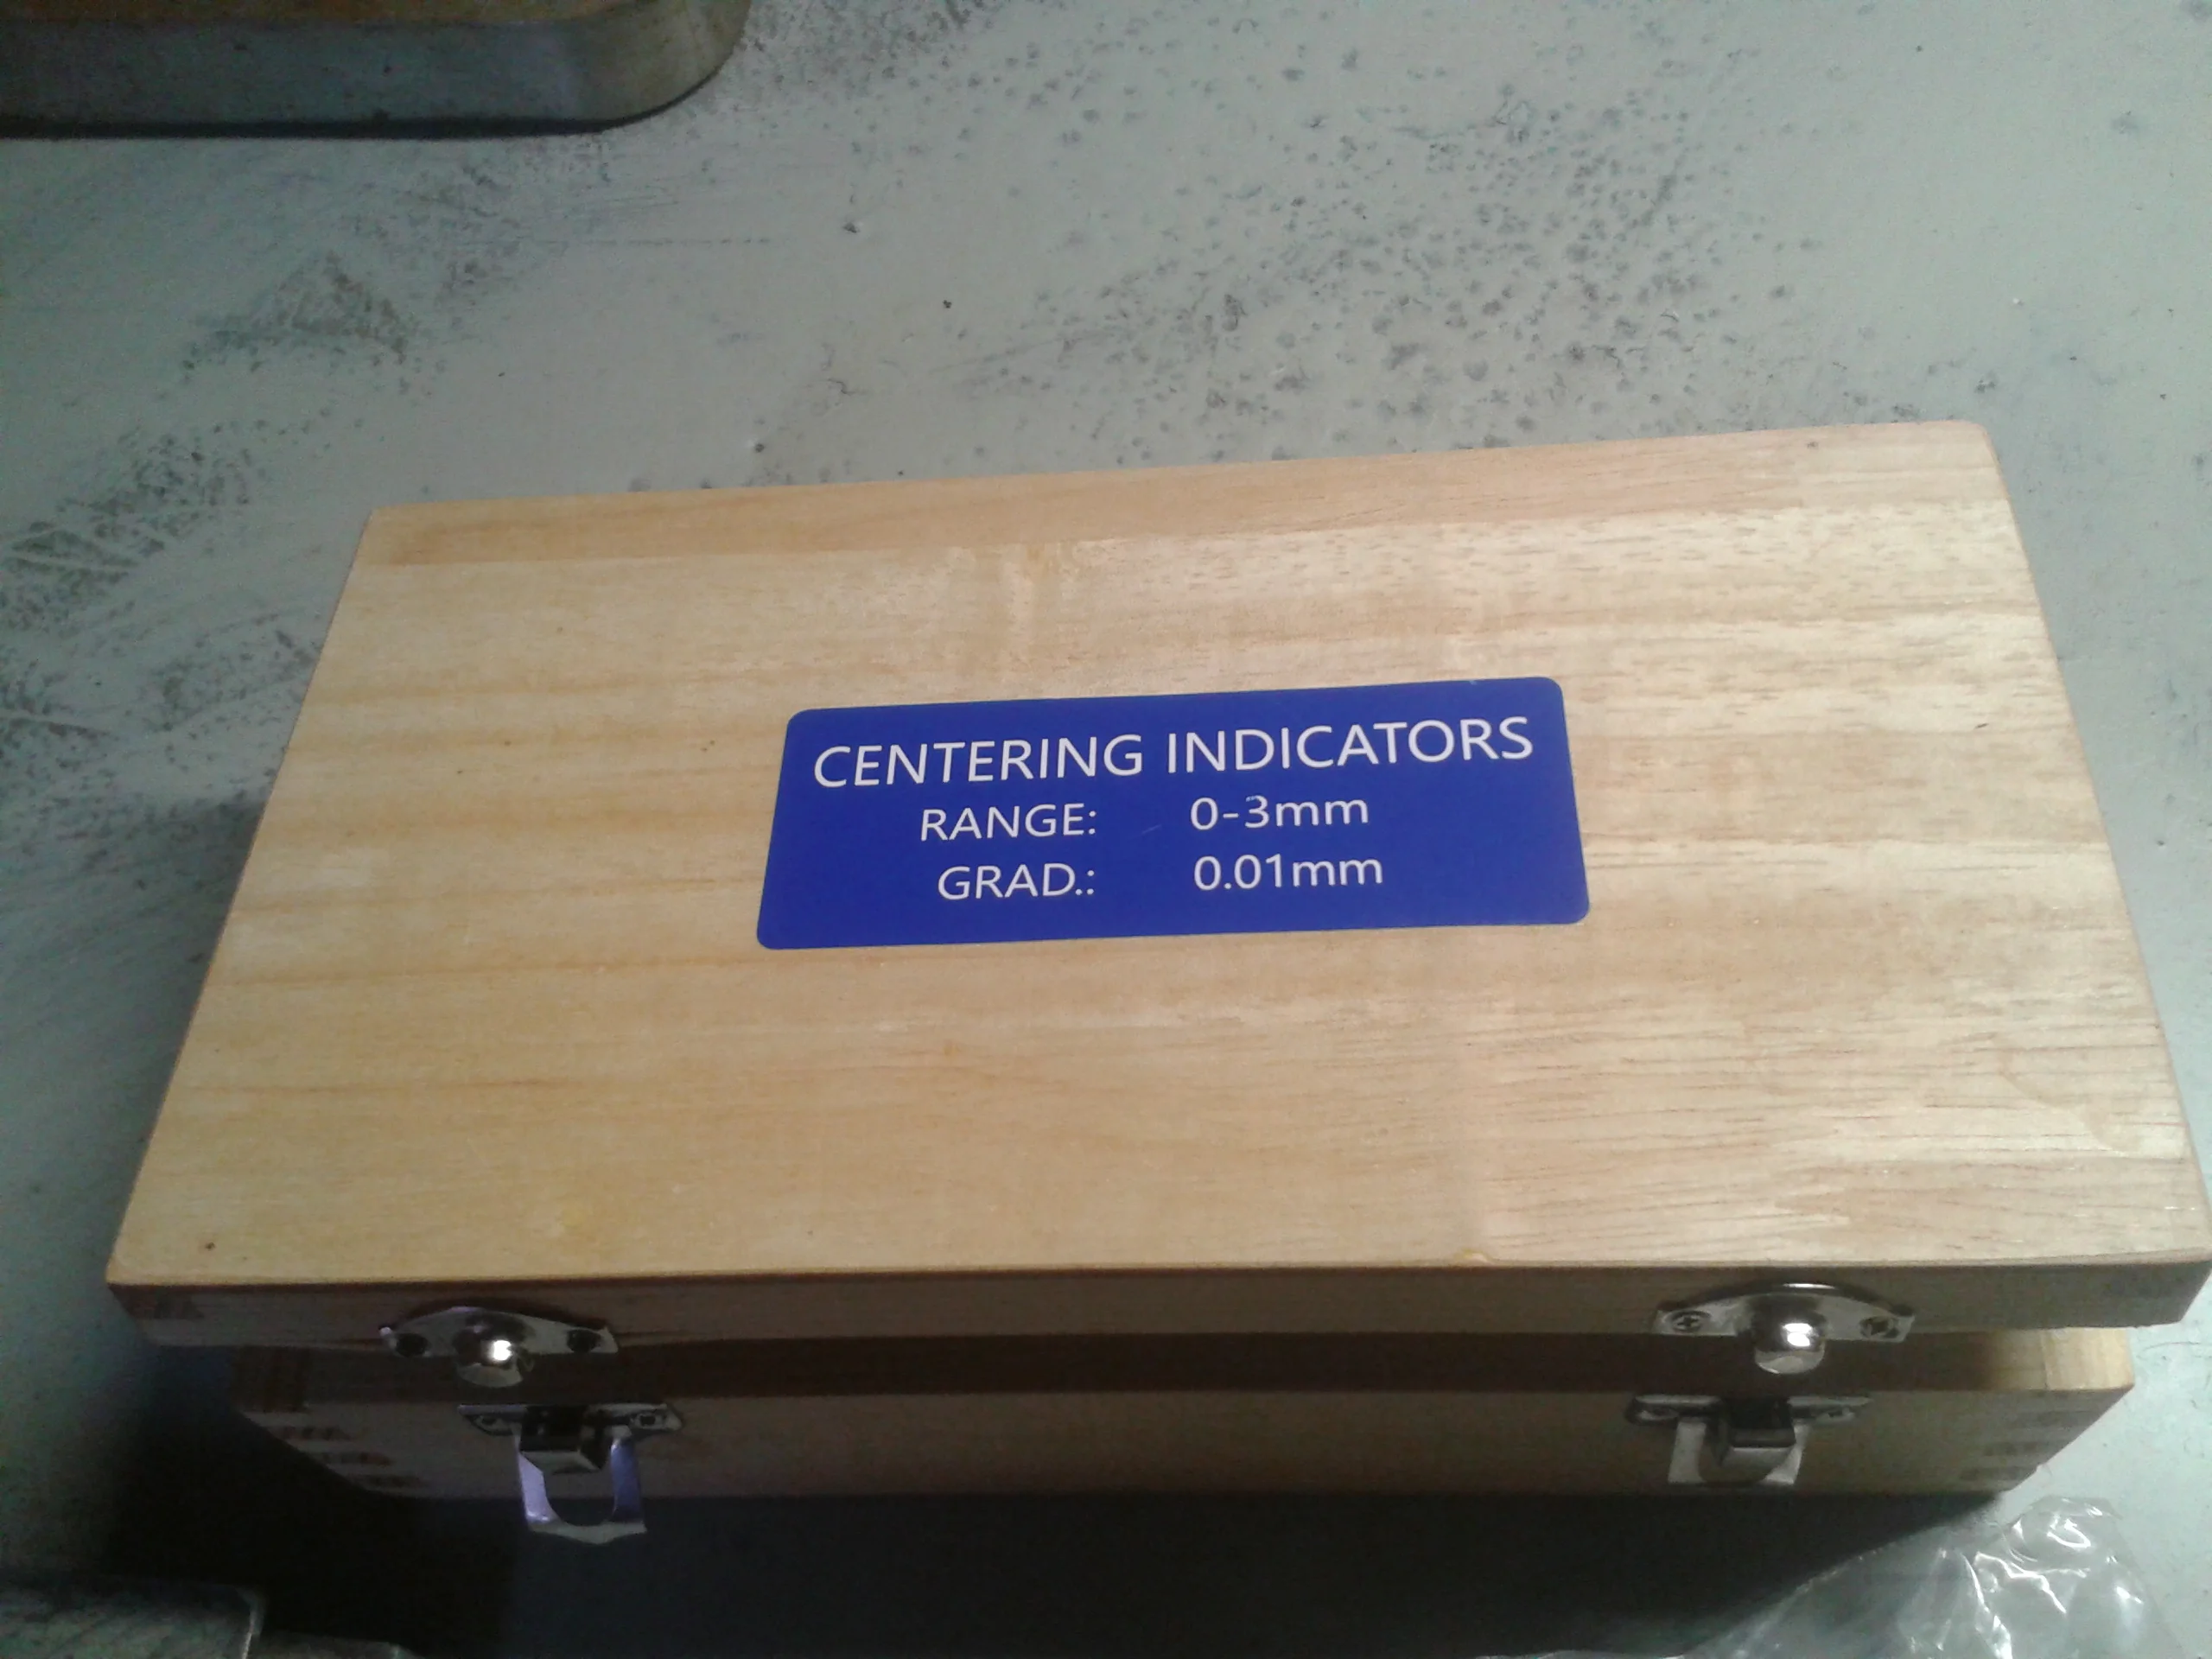 CENTERING INDICATORS
RANGE: 0-3mm
GRAD.: 0.01mm